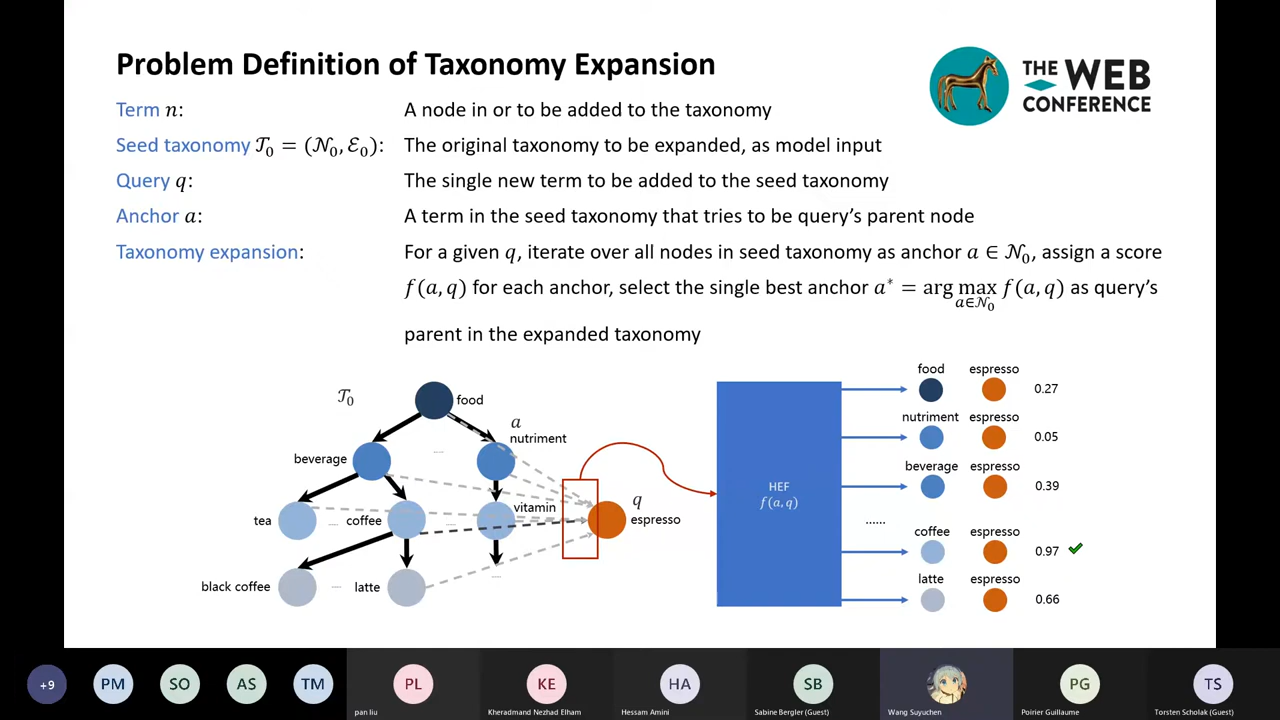 Problem Definition of Taxonomy Expansion
THE WEB
CONFERENCE
Term n: A node in or to be added to the taxonomy
Seed taxonomy 𝒯₀ = (𝒩₀, ℰ₀): The original taxonomy to be expanded, as model input
Query q: The single new term to be added to the seed taxonomy
Anchor a: A term in the seed taxonomy that tries to be query's parent node
Taxonomy expansion: For a given q, iterate over all nodes in seed taxonomy as anchor a ∈ 𝒩₀, assign a score
f(a, q) for each anchor, select the single best anchor a* = arg max f(a, q) as query's
a∈𝒩₀
parent in the expanded taxonomy
𝒯₀
food
a
nutriment
beverage
....
vitamin
q
espresso
tea
....
coffee
....
black coffee
....
latte
....
HEF
f(a, q)
food espresso
0.27
nutriment espresso
0.05
beverage espresso
0.39
......
coffee espresso
0.97
latte espresso
0.66
+9
PM
SO
AS
TM
PL
pan liu
KE
Kheradmand Nezhad Elham
HA
Hessam Amini
SB
Sabine Bergler (Guest)
Wang Suyuchen
PG
Poirier Guillaume
TS
Torsten Scholak (Guest)